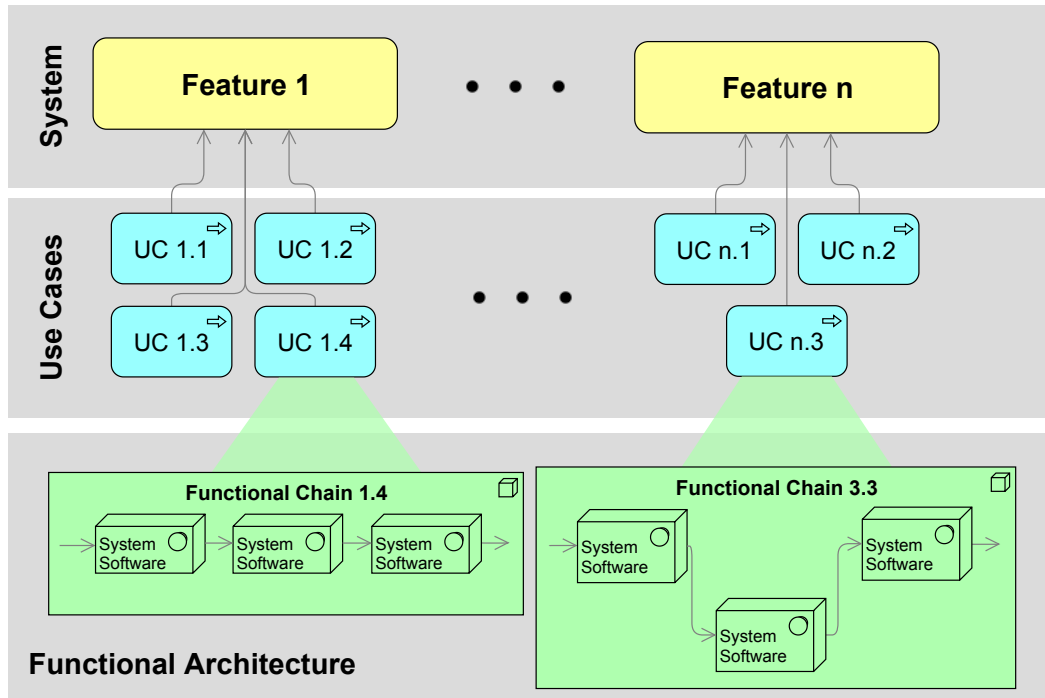 System
Feature 1
Feature n
Use Cases
UC 1.1
UC 1.2
UC n.1
UC n.2
UC 1.3
UC 1.4
UC n.3
Functional Chain 1.4
System
Software
System
Software
System
Software
Functional Chain 3.3
System
Software
System
Software
System
Software
Functional Architecture